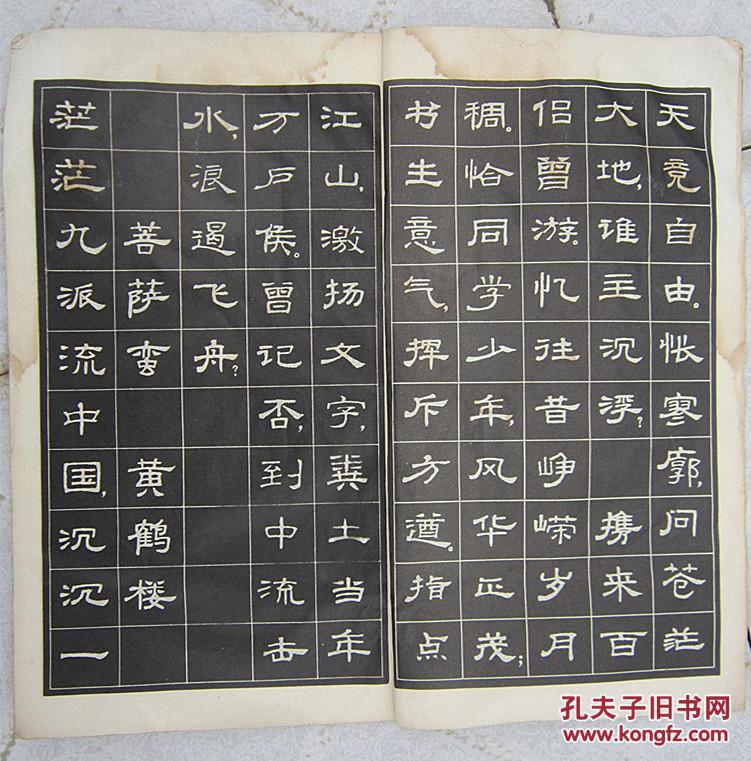 天竞自由。怅寥廓,问苍茫
大地,谁主沉浮? 携来百
侣曾游。忆往昔峥嵘岁月
稠。恰同学少年,风华正茂;
书生意气,挥斥方遒。指点
江山,激扬文字,粪土当年
万户侯。曾记否,到中流击
水,浪遏飞舟?
菩萨蛮 黄鹤楼
茫茫九派流中国,沉沉一
孔夫子旧书网
www.kongfz.com